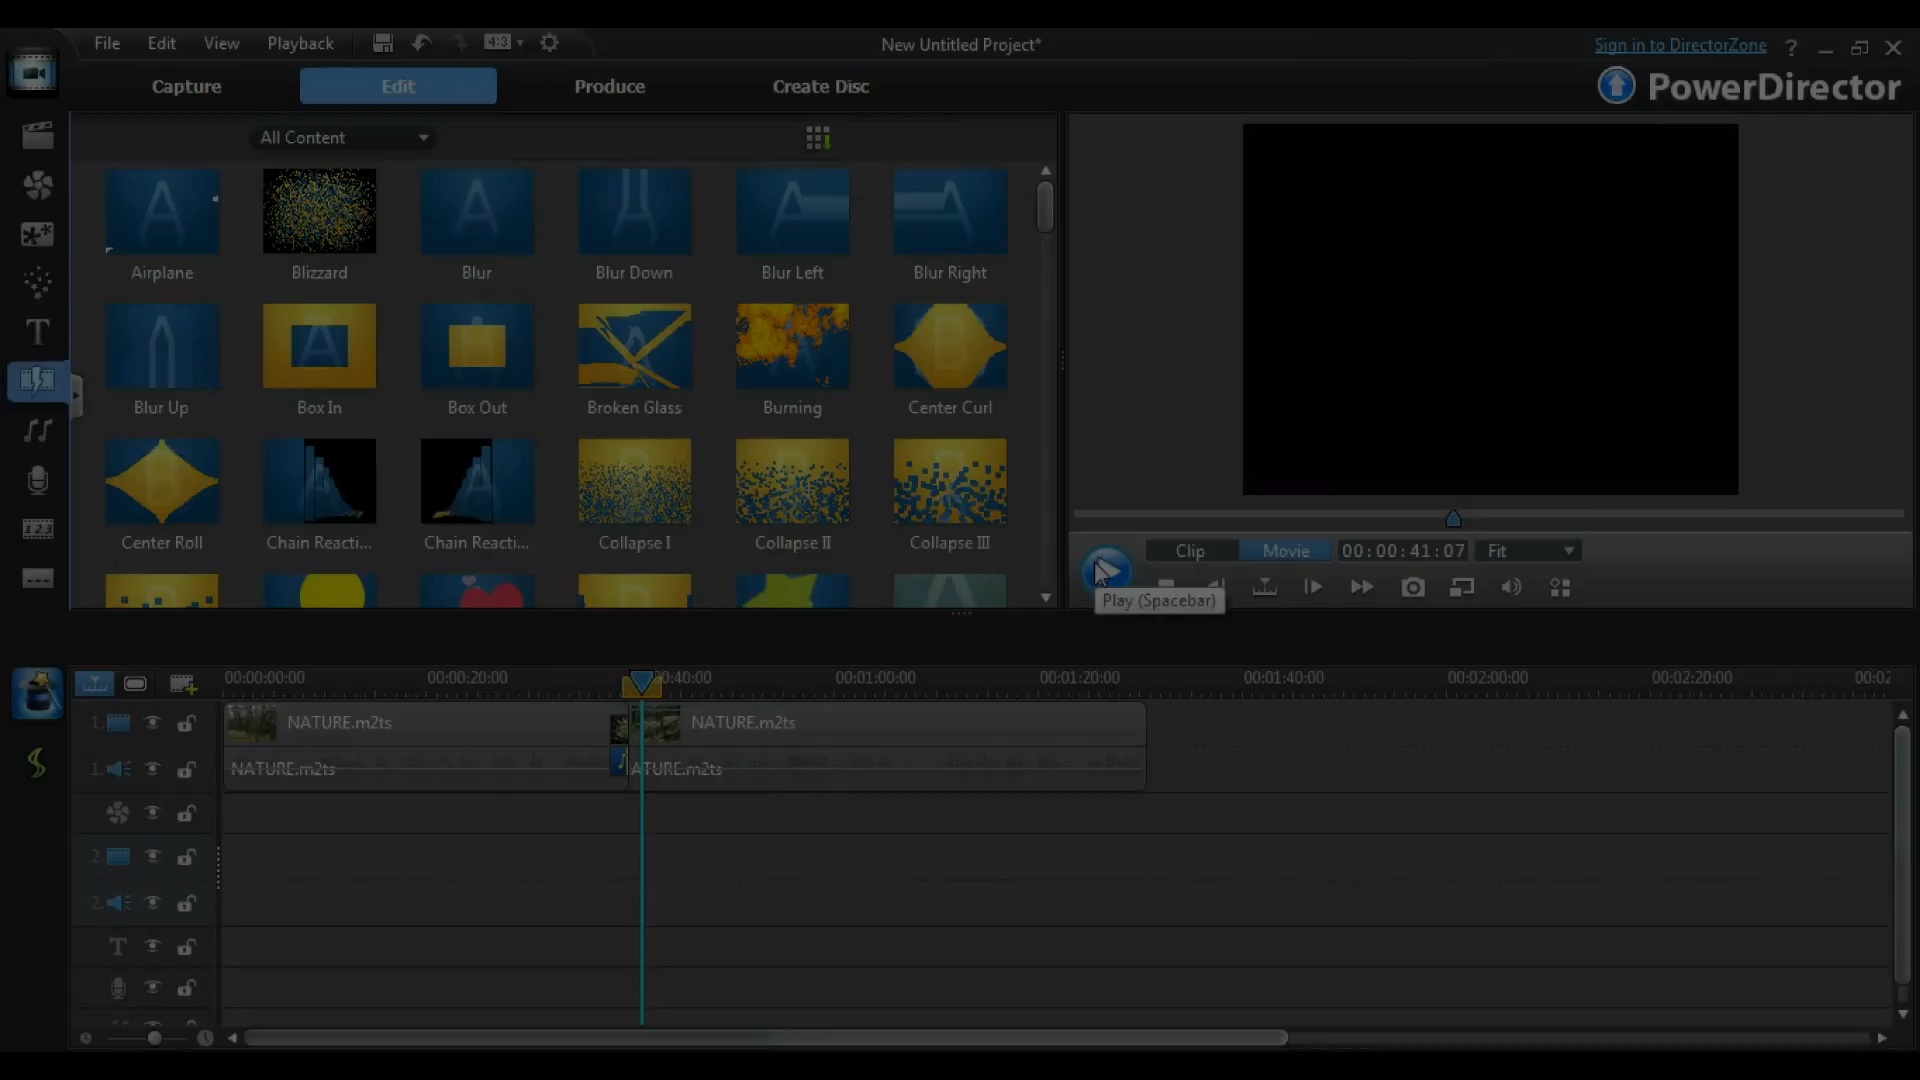 File Edit View Playback 4:3 New Untitled Project* Sign in to DirectorZone ?
Capture Edit Produce Create Disc PowerDirector
All Content
Airplane Blizzard Blur Blur Down Blur Left Blur Right
Blur Up Box In Box Out Broken Glass Burning Center Curl
Center Roll Chain Reacti... Chain Reacti... Collapse I Collapse II Collapse III
Clip Movie 00:00:41:07 Fit
Play (Spacebar)
00:00:00:00 00:00:20:00 0:40:00 00:01:00:00 00:01:20:00 00:01:40:00 00:02:00:00 00:02:20:00 00:02
1. NATURE.m2ts NATURE.m2ts
1. NATURE.m2ts ATURE.m2ts
2.
2.